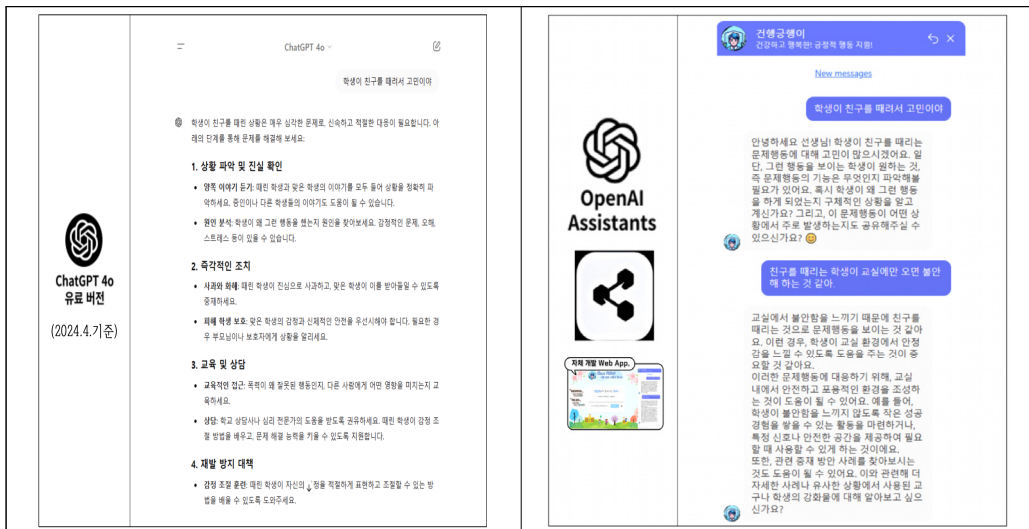 ChatGPT 4o
유료 버전
(2024.4.기준)
ChatGPT 4o
학생이 친구를 때려서 고민이야
학생이 친구를 때린 상황은 매우 심각한 문제로, 신속하고 적절한 대응이 필요합니다. 아
래의 단계를 통해 문제를 해결해 보세요:
1. 상황 파악 및 진실 확인
• 양쪽 이야기 듣기: 때린 학생과 맞은 학생의 이야기를 모두 들어 상황을 정확히 파
악하세요. 증인이나 다른 학생들의 이야기도 도움이 될 수 있습니다.
• 원인 분석: 학생이 왜 그런 행동을 했는지 원인을 찾아보세요. 감정적인 문제, 오해,
스트레스 등이 있을 수 있습니다.
2. 즉각적인 조치
• 사과와 화해: 때린 학생이 진심으로 사과하고, 맞은 학생이 이를 받아들일 수 있도록
중재하세요.
• 피해 학생 보호: 맞은 학생의 감정과 신체적인 안전을 우선시해야 합니다. 필요한 경
우 부모님이나 보호자에게 상황을 알리세요.
3. 교육 및 상담
• 교육적인 접근: 폭력이 왜 잘못된 행동인지, 다른 사람에게 어떤 영향을 미치는지 교
육하세요.
• 상담: 학교 상담사나 심리 전문가의 도움을 받도록 권유하세요. 때린 학생이 감정 조
절 방법을 배우고, 문제 해결 능력을 키울 수 있도록 지원합니다.
4. 재발 방지 대책
• 감정 조절 훈련: 때린 학생이 자신의 정을 적절하게 표현하고 조절할 수 있는 방
법을 배울 수 있도록 도와주세요.
OpenAI
Assistants
자체 개발 Web App.
건행긍행이
건강하고 행복한! 긍정적 행동 지원!
New messages
학생이 친구를 때려서 고민이야
안녕하세요 선생님! 학생이 친구를 때리는
문제행동에 대해 고민이 많으시겠어요. 일
단, 그런 행동을 보이는 학생이 원하는 것,
즉 문제행동의 기능은 무엇인지 파악해볼
필요가 있어요. 혹시 학생이 왜 그런 행동
을 하게 되었는지 구체적인 상황을 알고
계신가요? 그리고, 이 문제행동이 어떤 상
황에서 주로 발생하는지도 공유해주실 수
있으신가요? 😊
친구를 때리는 학생이 교실에만 오면 불안
해 하는 것 같아.
교실에서 불안함을 느끼기 때문에 친구를
때리는 것으로 문제행동을 보이는 것 같아
요. 이런 경우, 학생이 교실 환경에서 안정
감을 느낄 수 있도록 도움을 주는 것이 중
요할 것 같아요.
이러한 문제행동에 대응하기 위해, 교실
내에서 안전하고 포용적인 환경을 조성하
는 것이 도움이 될 수 있어요. 예를 들어,
학생이 불안함을 느끼지 않도록 작은 성공
경험을 쌓을 수 있는 활동을 마련하거나,
특정 신호나 안전한 공간을 제공하여 필요
할 때 사용할 수 있게 하는 것이에요.
또한, 관련 중재 방안 사례를 찾아보시는
것도 도움이 될 수 있어요. 이와 관련해 더
자세한 사례나 유사한 상황에서 사용된 교
구나 학생의 강화물에 대해 알아보고 싶으
신가요?